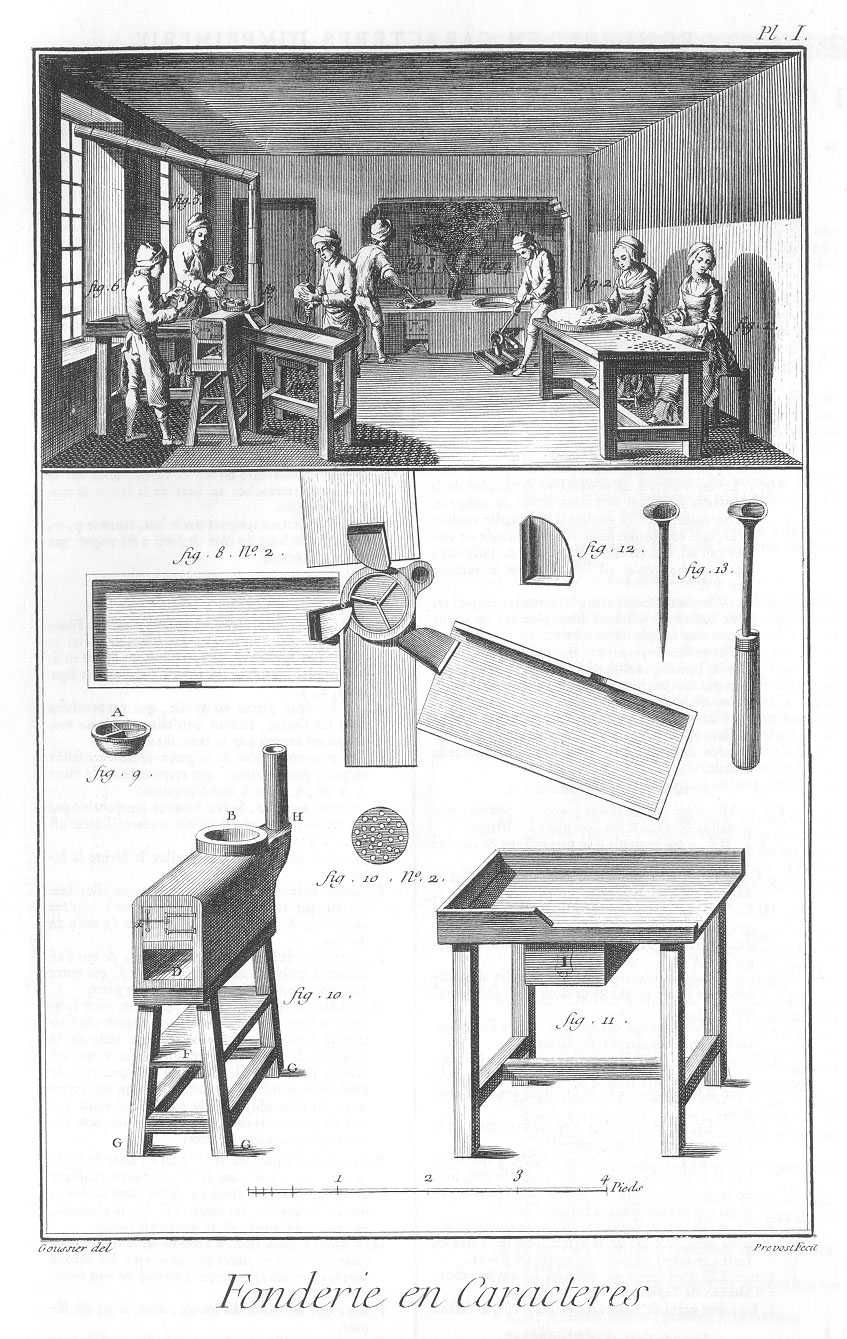 Pl. I.
fig. 5.
fig. 6.
fig. 3.
fig. 4
fig. 2.
fig. 1.
fig. 8. N.o 2.
fig. 12.
fig. 13.
A
fig. 9
B
H
fig. 10. N.o 2.
D
I
fig. 10.
fig. 11.
F
G
G
G
1 2 3 4 Pieds
Goussier del
Prevost Fecit
Fonderie en Caracteres